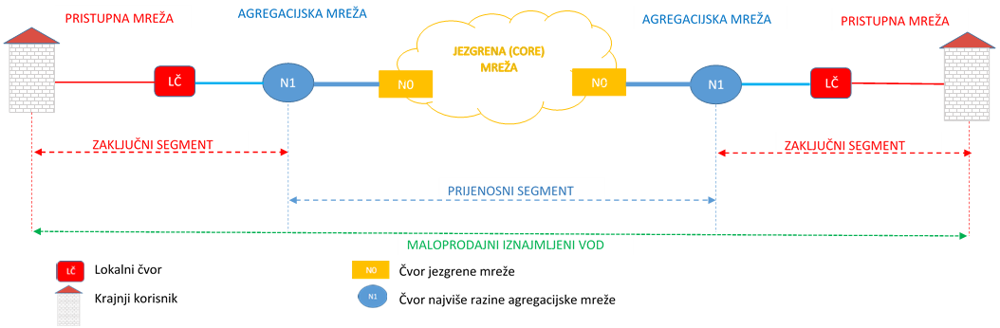 PRISTUPNA MREŽA
AGREGACIJSKA MREŽA
JEZGRENA (CORE)
MREŽA
AGREGACIJSKA MREŽA
PRISTUPNA MREŽA
LČ
N1
N0
N0
N1
LČ
ZAKLJUČNI SEGMENT
ZAKLJUČNI SEGMENT
PRIJENOSNI SEGMENT
MALOPRODAJNI IZNAJMLJENI VOD
LČ
Lokalni čvor
N0
Čvor jezgrene mreže
Krajnji korisnik
N1
Čvor najviše razine agregacijske mreže